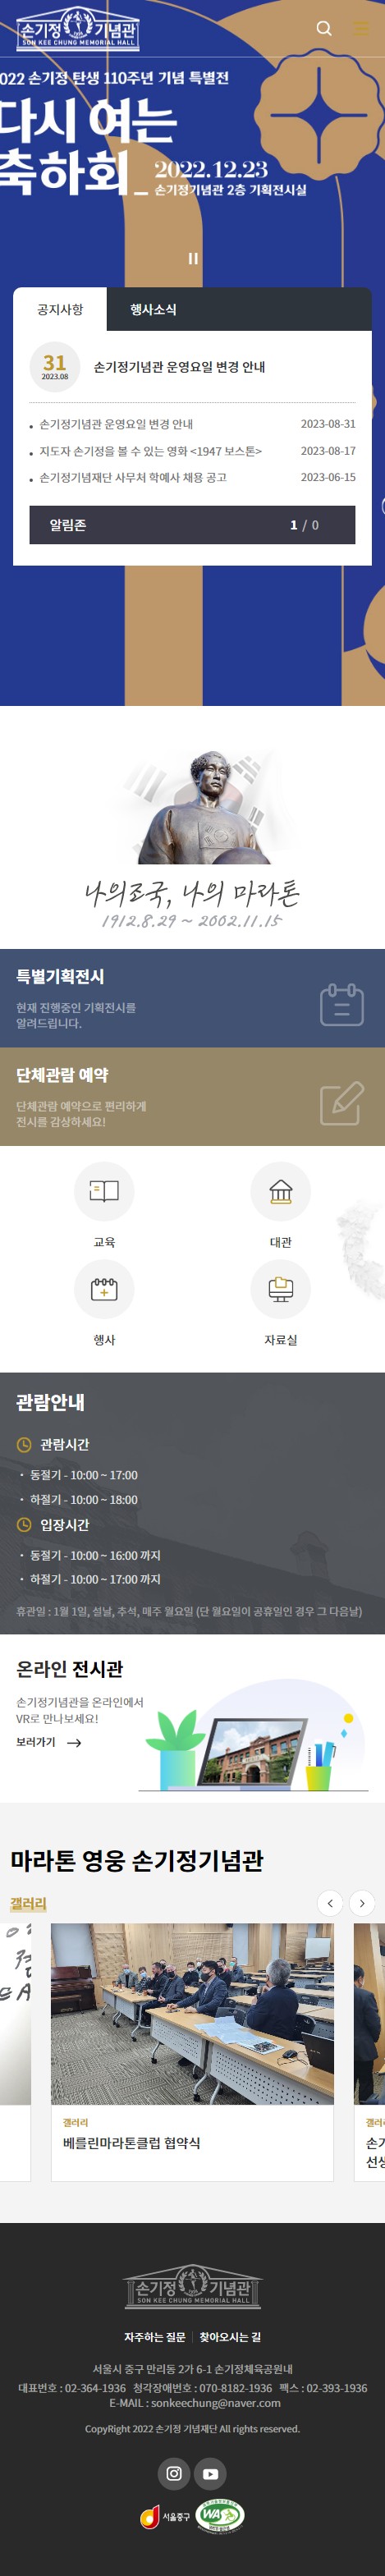 손기정 기념관
SON KEE CHUNG MEMORIAL HALL
022 손기정 탄생 110주년 기념 특별전
다시 여는
축하회_
2022.12.23
손기정기념관 2층 기획전시실
공지사항
행사소식
31
2023.08
손기정기념관 운영요일 변경 안내
손기정기념관 운영요일 변경 안내 2023-08-31
지도자 손기정을 볼 수 있는 영화 <1947 보스톤> 2023-08-17
손기정기념재단 사무처 학예사 채용 공고 2023-06-15
알림존 1 / 0
나의조국, 나의 마라톤
1912.8.29 ~ 2002.11.15
특별기획전시
현재 진행중인 기획전시를
알려드립니다.
단체관람 예약
단체관람 예약으로 편리하게
전시를 감상하세요!
교육
대관
행사
자료실
관람안내
관람시간
· 동절기 - 10:00 ~ 17:00
· 하절기 - 10:00 ~ 18:00
입장시간
· 동절기 - 10:00 ~ 16:00 까지
· 하절기 - 10:00 ~ 17:00 까지
휴관일 : 1월 1일, 설날, 추석, 매주 월요일 (단 월요일이 공휴일인 경우 그 다음날)
온라인 전시관
손기정기념관을 온라인에서
VR로 만나보세요!
보러가기
마라톤 영웅 손기정기념관
갤러리
갤러리
베를린마라톤클럽 협약식
갤러
손기
선생
손기정 기념관
SON KEE CHUNG MEMORIAL HALL
자주하는 질문 | 찾아오시는 길
서울시 중구 만리동 2가 6-1 손기정체육공원내
대표번호 : 02-364-1936 청각장애번호 : 070-8182-1936 팩스 : 02-393-1936
E-MAIL : sonkeechung@naver.com
CopyRight 2022 손기정 기념재단 All rights reserved.
서울중구
WA